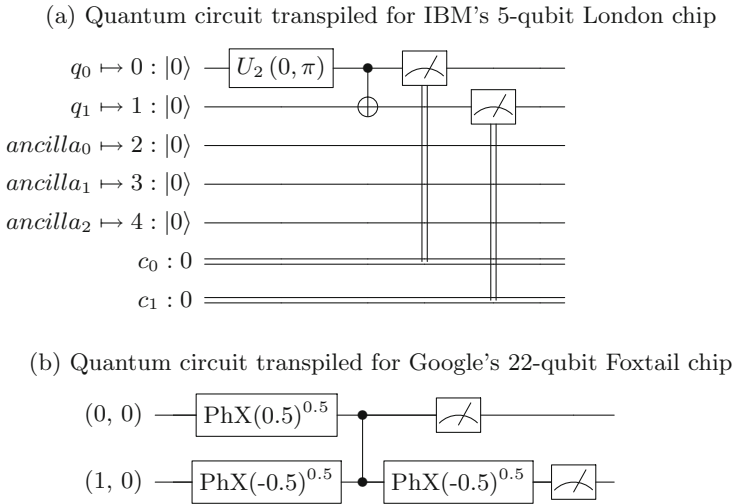 (a) Quantum circuit transpiled for IBM's 5-qubit London chip
q₀ ↦ 0 : |0⟩ U₂ (0, π)
q₁ ↦ 1 : |0⟩
ancilla₀ ↦ 2 : |0⟩
ancilla₁ ↦ 3 : |0⟩
ancilla₂ ↦ 4 : |0⟩
c₀ : 0
c₁ : 0
(b) Quantum circuit transpiled for Google's 22-qubit Foxtail chip
(0, 0) PhX(0.5)^0.5
(1, 0) PhX(-0.5)^0.5 PhX(-0.5)^0.5